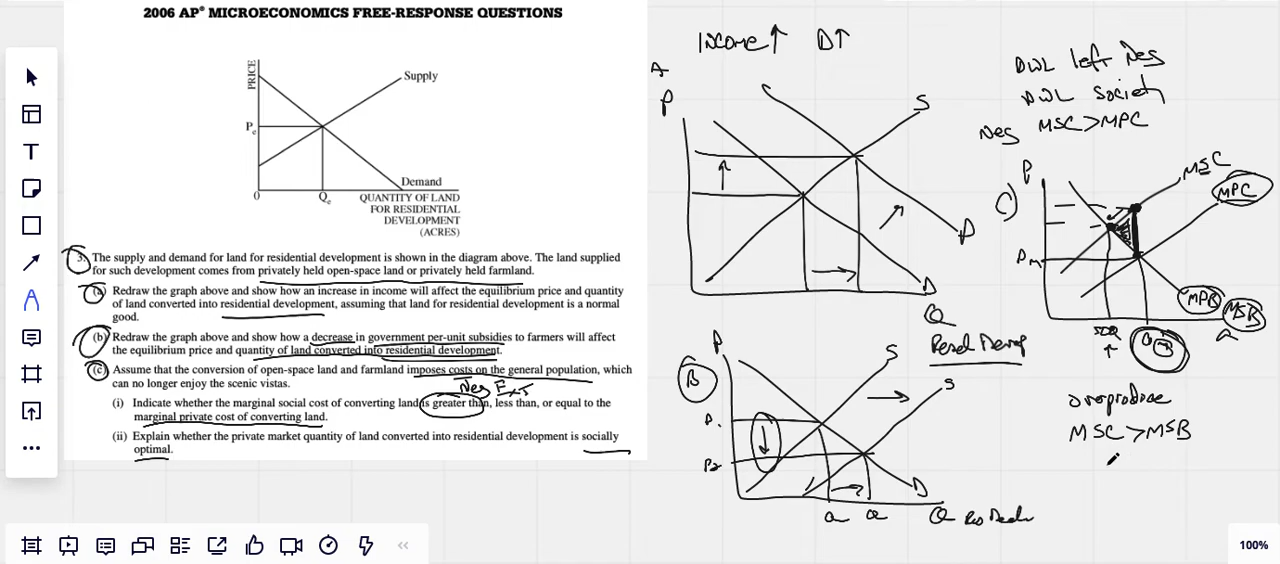 2006 AP® MICROECONOMICS FREE-RESPONSE QUESTIONS
PRICE
Supply
Pe
Demand
0
Qe
QUANTITY OF LAND
FOR RESIDENTIAL
DEVELOPMENT
(ACRES)
3. The supply and demand for land for residential development is shown in the diagram above. The land supplied
for such development comes from privately held open-space land or privately held farmland.
(a) Redraw the graph above and show how an increase in income will affect the equilibrium price and quantity
of land converted into residential development, assuming that land for residential development is a normal
good.
(b) Redraw the graph above and show how a decrease in government per-unit subsidies to farmers will affect
the equilibrium price and quantity of land converted into residential development.
(c) Assume that the conversion of open-space land and farmland imposes costs on the general population, which
can no longer enjoy the scenic vistas.
Neg Ext
(i) Indicate whether the marginal social cost of converting land is greater than, less than, or equal to the
marginal private cost of converting land.
(ii) Explain whether the private market quantity of land converted into residential development is socially
optimal.
Income ↑ D↑
A
P
S
D
D
Q
B
P
S
S
P1
P2
D
Q
Q
Q
DWL left Neg
DWL society
Neg MSC>MPC
C)
P
MSC
MPC
PM
MPB
MSB
Q
overproduce
MSC>MSB
T
A
100%